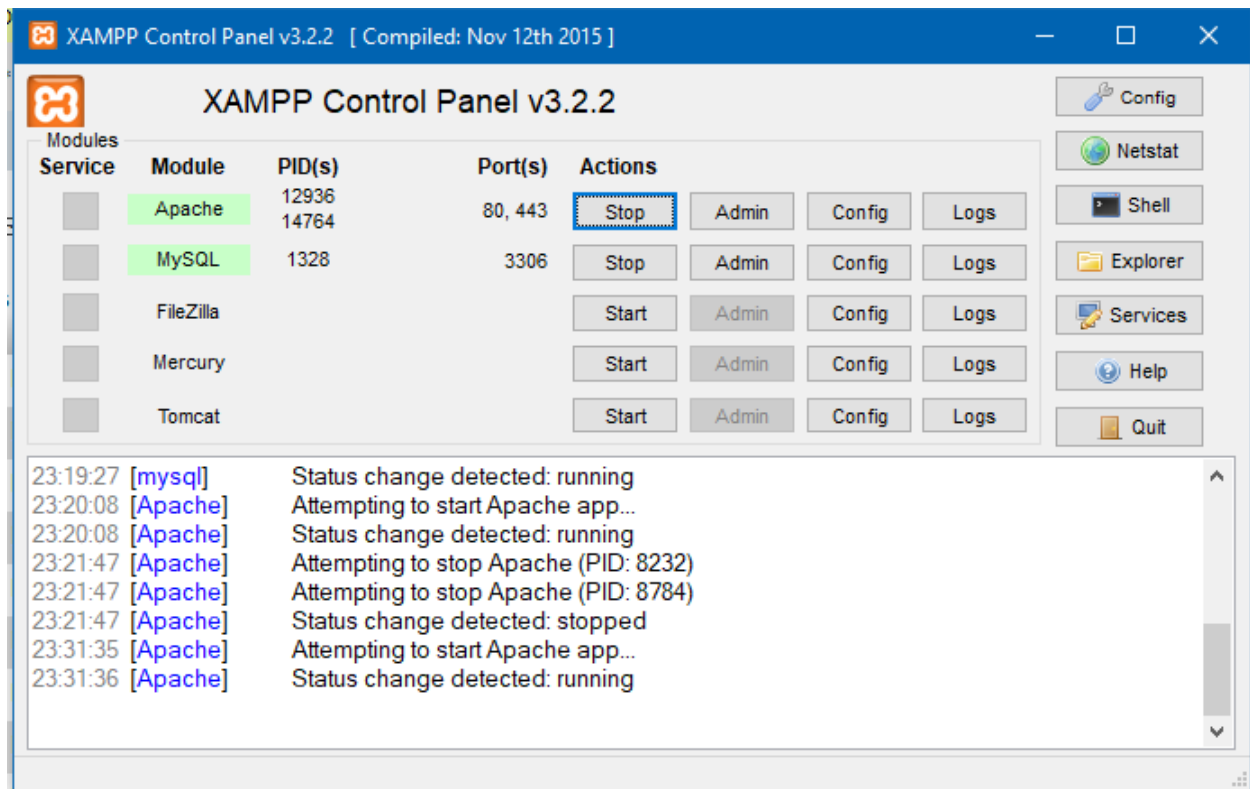 XAMPP Control Panel v3.2.2 [ Compiled: Nov 12th 2015 ]
XAMPP Control Panel v3.2.2
Config
Modules
Netstat
Service Module PID(s) Port(s) Actions
Apache 12936 14764 80, 443 Stop Admin Config Logs
Shell
MySQL 1328 3306 Stop Admin Config Logs
Explorer
FileZilla Start Admin Config Logs
Services
Mercury Start Admin Config Logs
Help
Tomcat Start Admin Config Logs
Quit
23:19:27 [mysql] Status change detected: running
23:20:08 [Apache] Attempting to start Apache app...
23:20:08 [Apache] Status change detected: running
23:21:47 [Apache] Attempting to stop Apache (PID: 8232)
23:21:47 [Apache] Attempting to stop Apache (PID: 8784)
23:21:47 [Apache] Status change detected: stopped
23:31:35 [Apache] Attempting to start Apache app...
23:31:36 [Apache] Status change detected: running